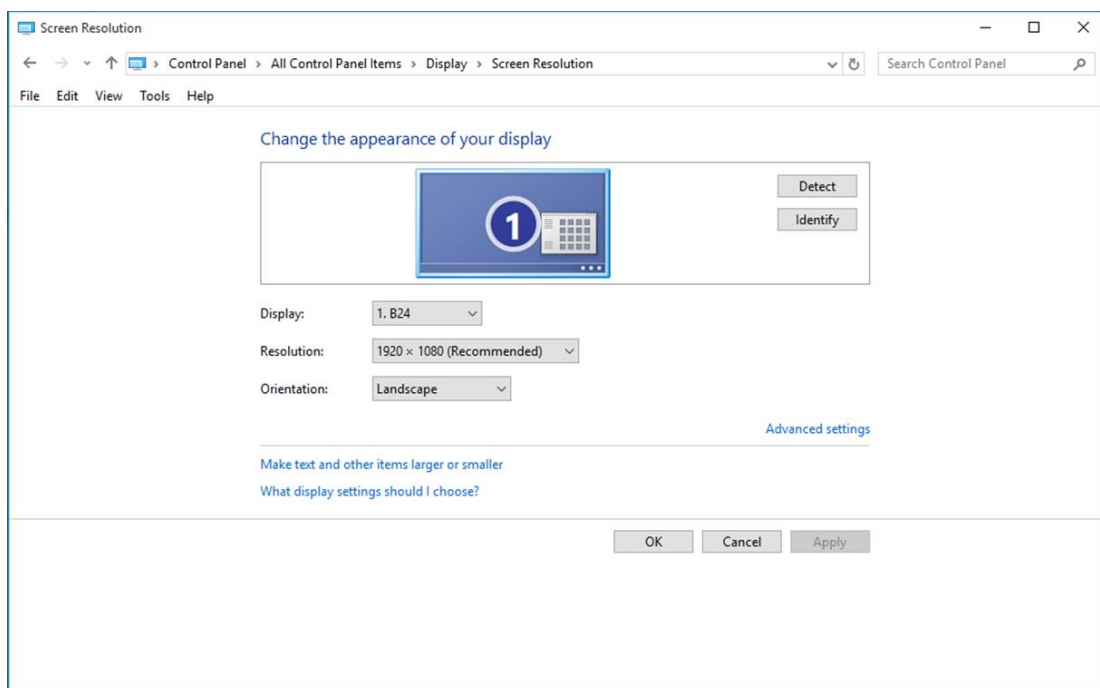 Screen Resolution
Control Panel > All Control Panel Items > Display > Screen Resolution
Search Control Panel
File Edit View Tools Help
Change the appearance of your display
1
Detect
Identify
Display: 1. B24
Resolution: 1920 × 1080 (Recommended)
Orientation: Landscape
Advanced settings
Make text and other items larger or smaller
What display settings should I choose?
OK Cancel Apply